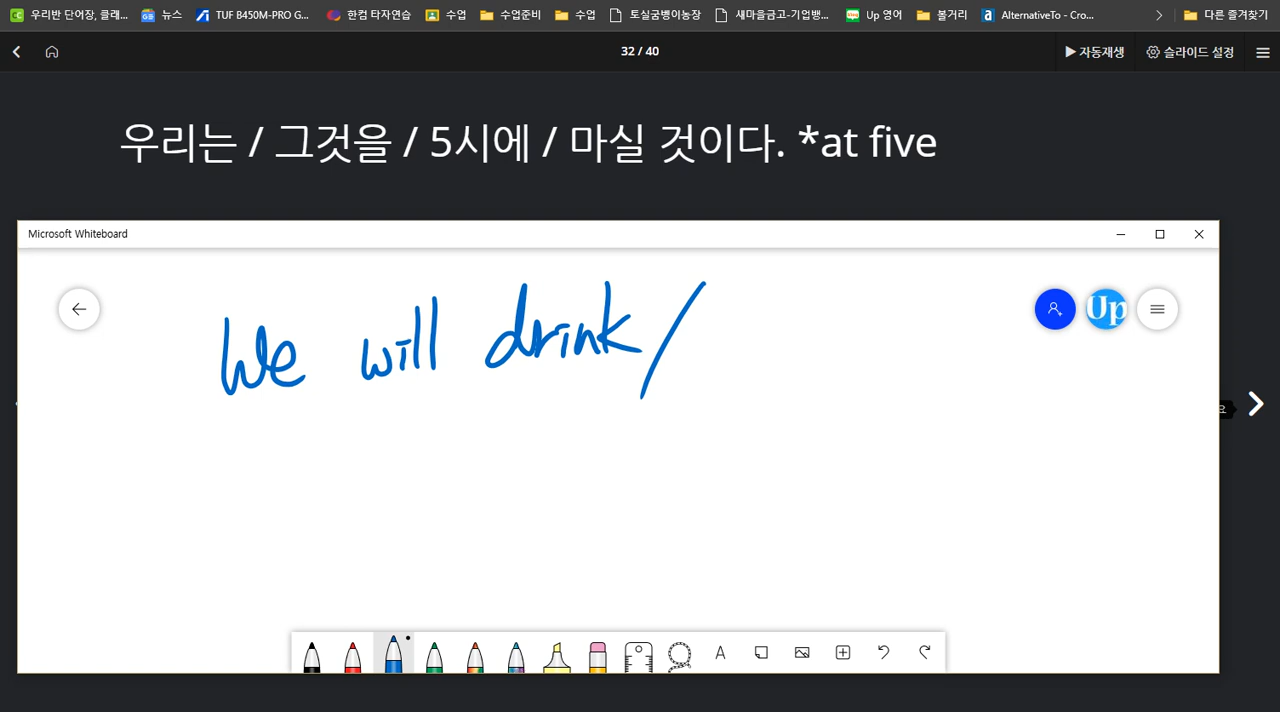 우리반 단어장, 클래... 뉴스 TUF B450M-PRO G... 한컴 타자연습 수업 수업준비 수업 토실굼벵이농장 새마을금고-기업뱅... Up 영어 볼거리 AlternativeTo - Cro... 다른 즐겨찾기
32 / 40 자동재생 슬라이드 설정
우리는 / 그것을 / 5시에 / 마실 것이다. *at five
Microsoft Whiteboard
We will drink/
Up
요
A